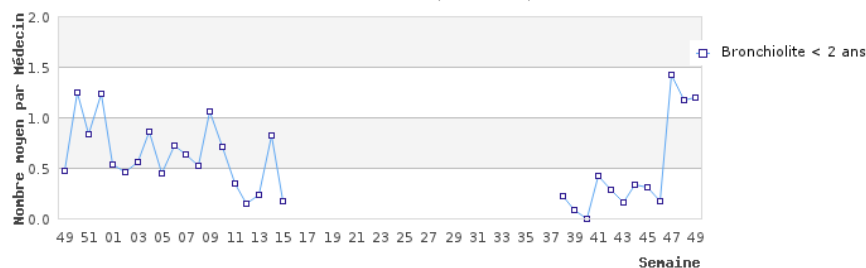 2.0
1.5
1.0
0.5
0.0
Nombre moyen par Médecin
Bronchiolite < 2 ans
49 51 01 03 05 07 09 11 13 15 17 19 21 23 25 27 29 31 33 35 37 39 41 43 45 47 49
Semaine